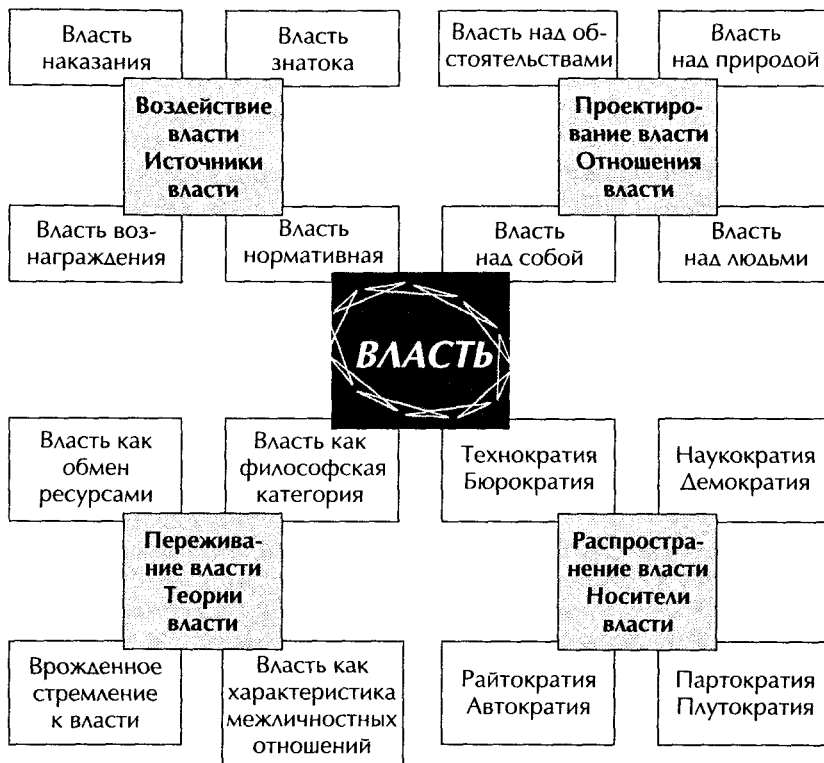 Власть
наказания
Власть
знатока
Воздействие
власти
Источники
власти
Власть воз-
награждения
Власть
нормативная
Власть над об-
стоятельствами
Власть
над природой
Проектиро-
вание власти
Отношения
власти
Власть
над собой
Власть
над людьми
ВЛАСТЬ
Власть как
обмен
ресурсами
Власть как
философская
категория
Пережива-
ние власти
Теории
власти
Врожденное
стремление
к власти
Власть как
характеристика
межличностных
отношений
Технократия
Бюрократия
Наукократия
Демократия
Распростра-
нение власти
Носители
власти
Райтократия
Автократия
Партократия
Плутократия